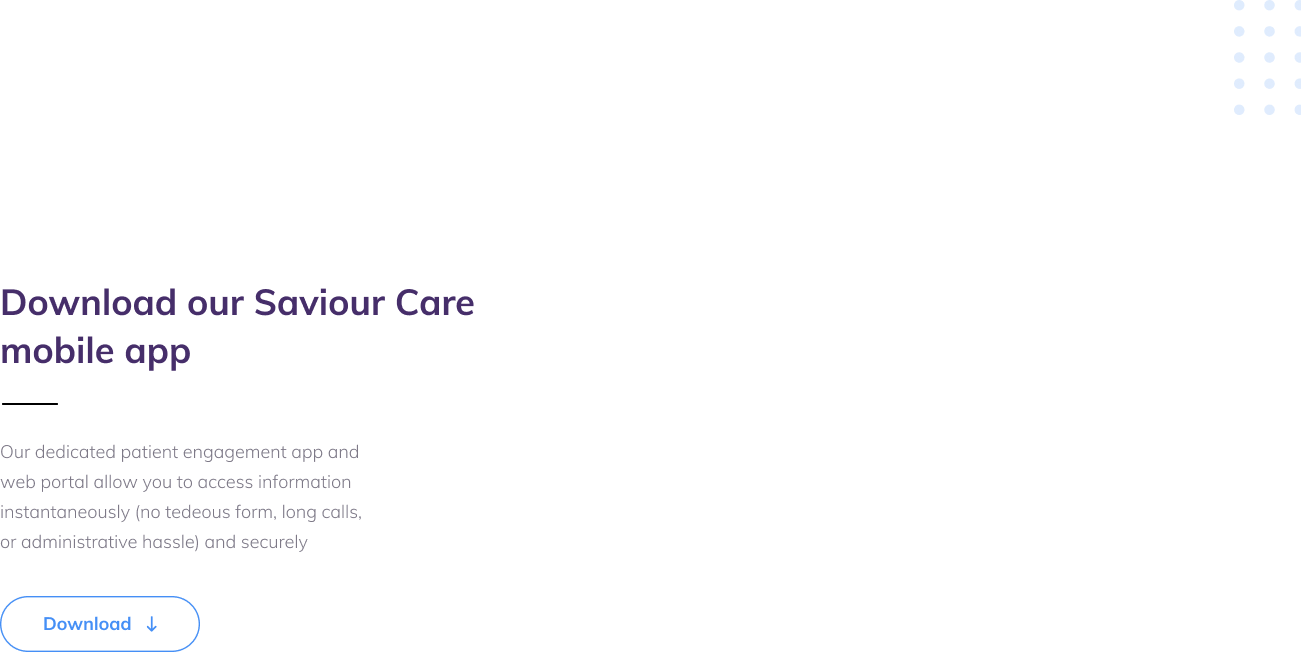 Download our Saviour Care
mobile app
Our dedicated patient engagement app and
web portal allow you to access information
instantaneously (no tedeous form, long calls,
or administrative hassle) and securely
Download ↓